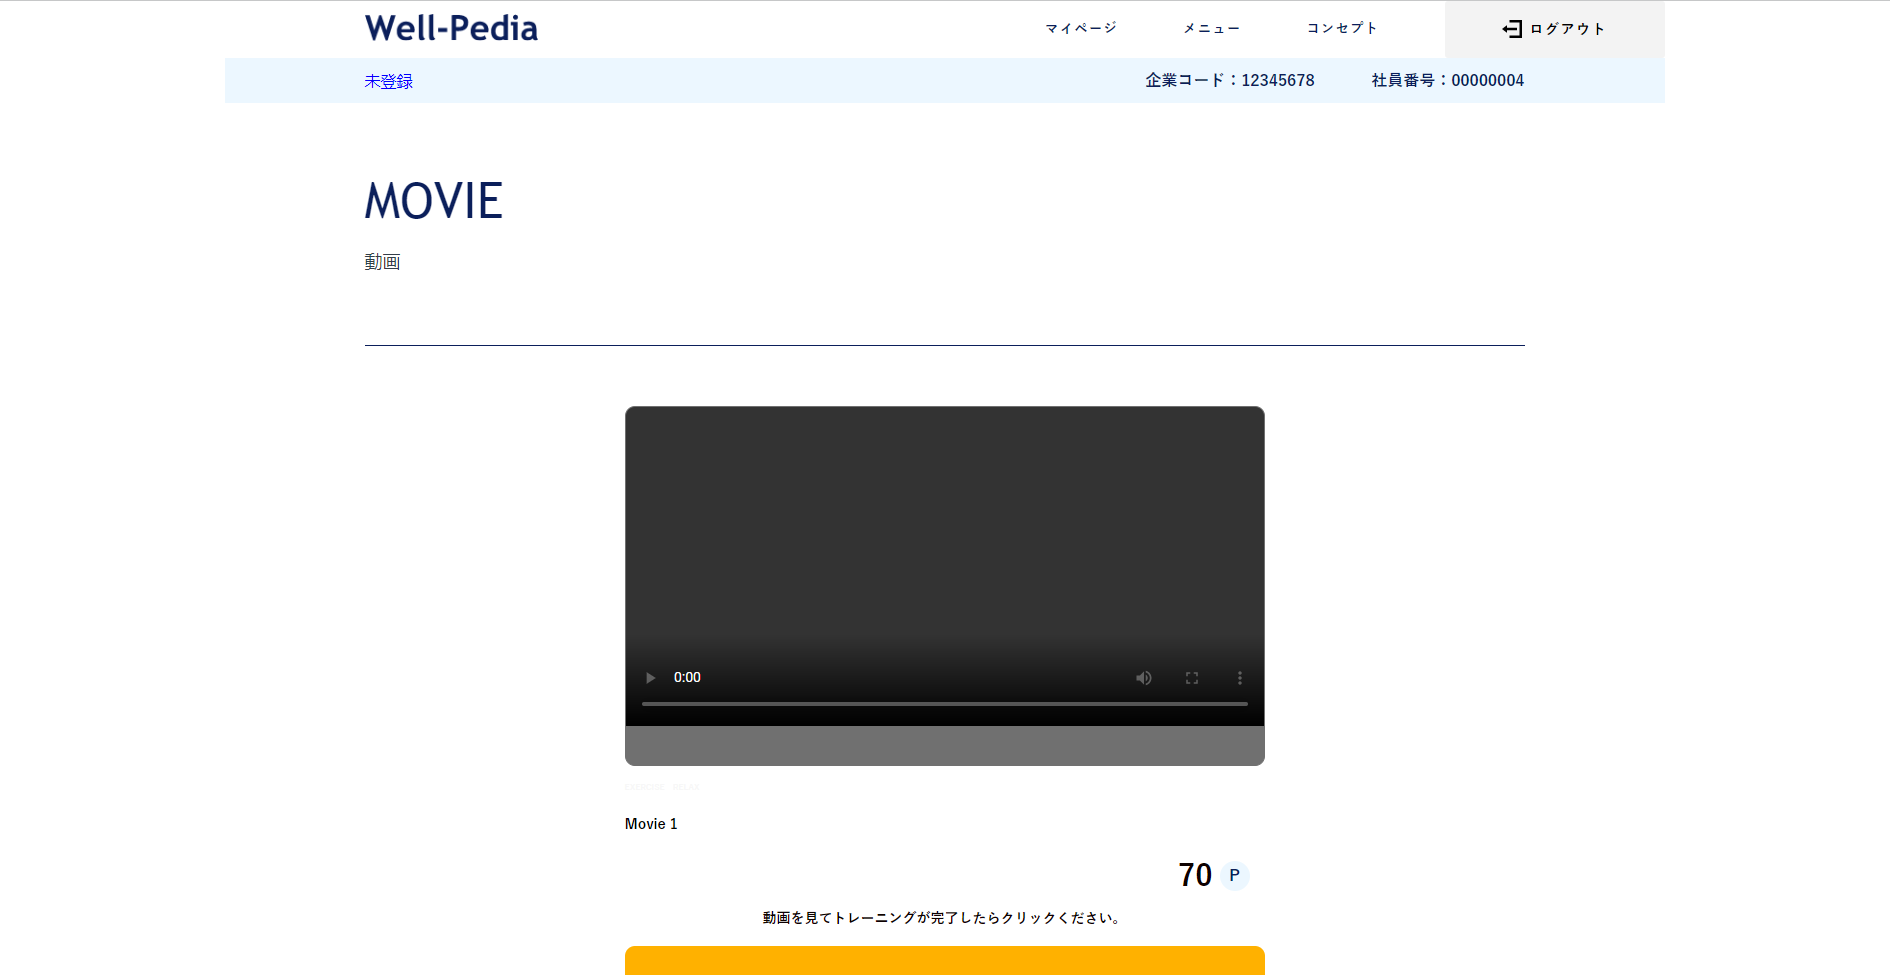 Well-Pedia
マイページ
メニュー
コンセプト
ログアウト
未登録
企業コード：12345678
社員番号：00000004
MOVIE
動画
0:00
Movie 1
70 P
動画を見てトレーニングが完了したらクリックください。